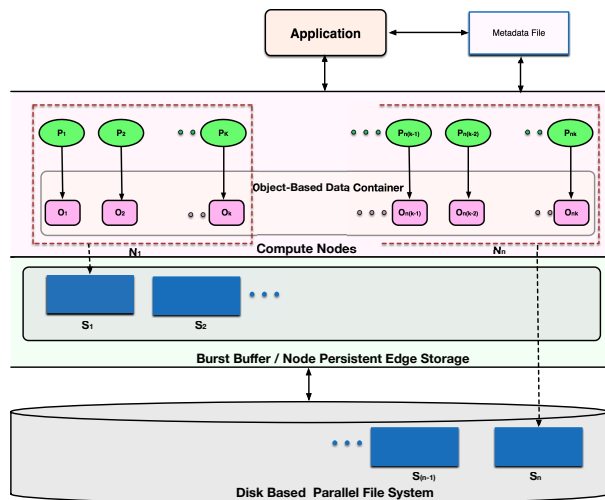 Application
Metadata File
P1 P2 PK Pn(k-1) Pn(k-2) Pnk
Object-Based Data Container
O1 O2 Ok On(k-1) On(k-2) Onk
N1 Compute Nodes Nn
S1 S2
Burst Buffer / Node Persistent Edge Storage
S(n-1) Sn
Disk Based Parallel File System